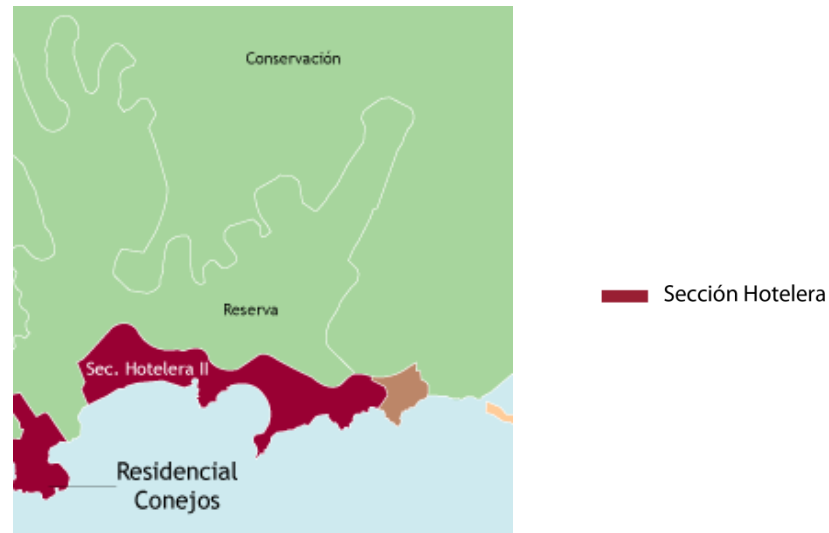 Conservación
Reserva
Sec. Hotelera II
Residencial
Conejos
Sección Hotelera